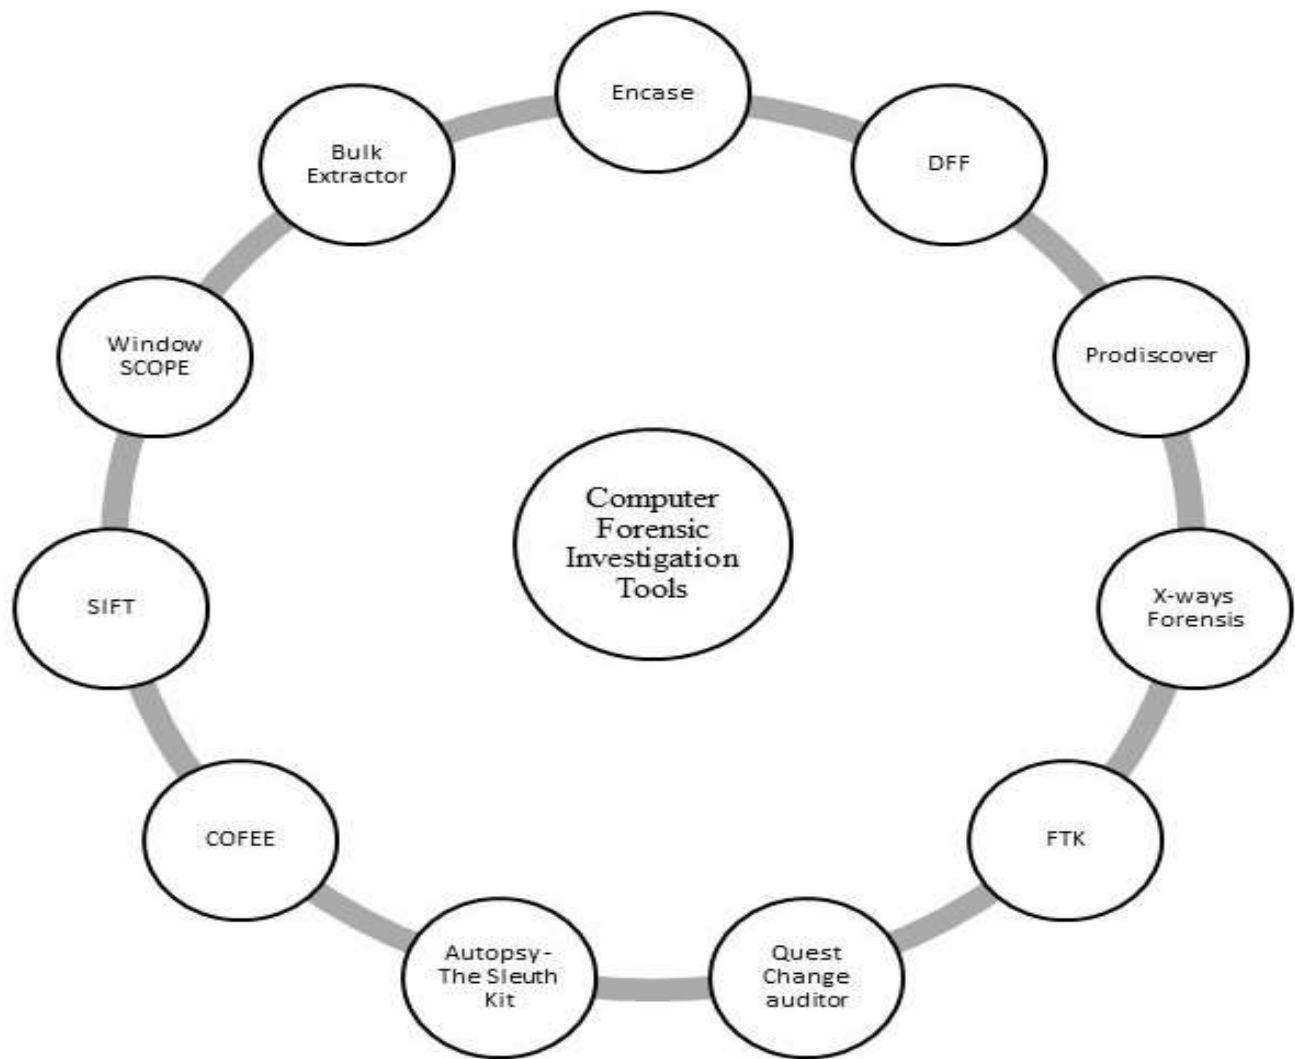 Encase
DFF
Prodiscover
X-ways
Forensis
FTK
Quest
Change
auditor
Autopsy-
The Sleuth
Kit
COFEE
SIFT
Window
SCOPE
Bulk
Extractor
Computer
Forensic
Investigation
Tools